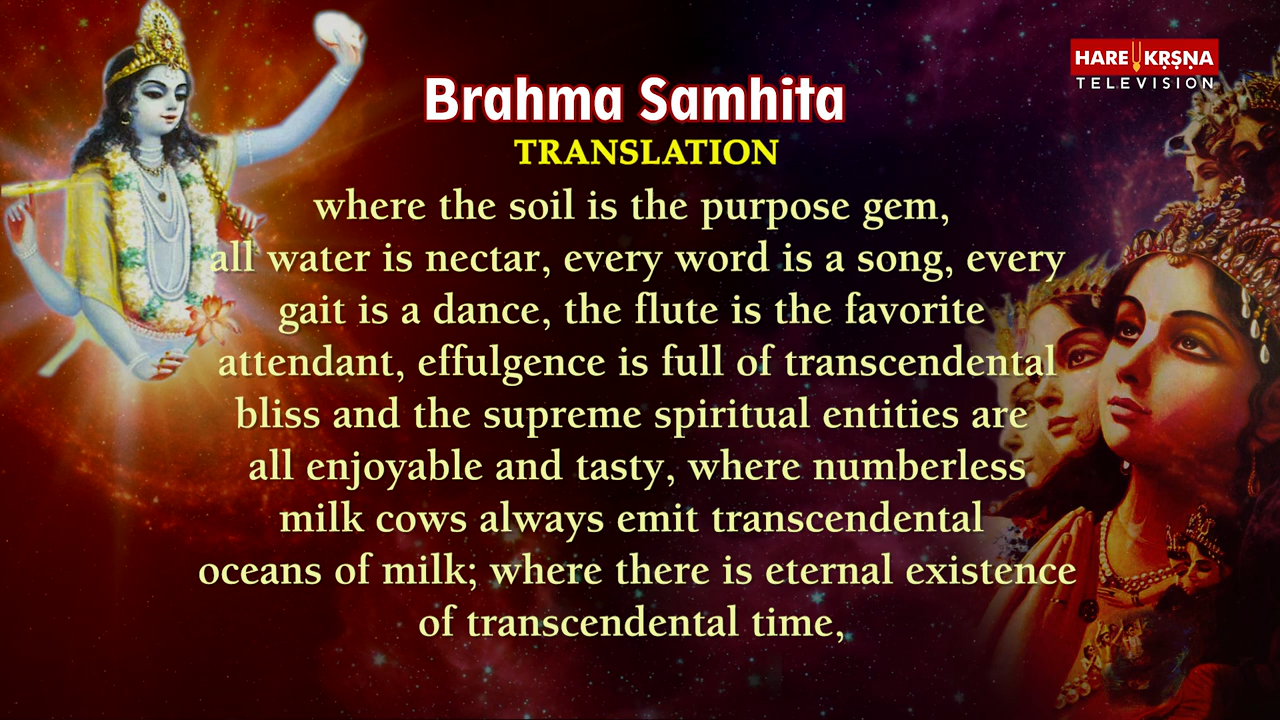 HARE KṚṢṆA
TELEVISION
Brahma Samhita
TRANSLATION
where the soil is the purpose gem,
all water is nectar, every word is a song, every
gait is a dance, the flute is the favorite
attendant, effulgence is full of transcendental
bliss and the supreme spiritual entities are
all enjoyable and tasty, where numberless
milk cows always emit transcendental
oceans of milk; where there is eternal existence
of transcendental time,